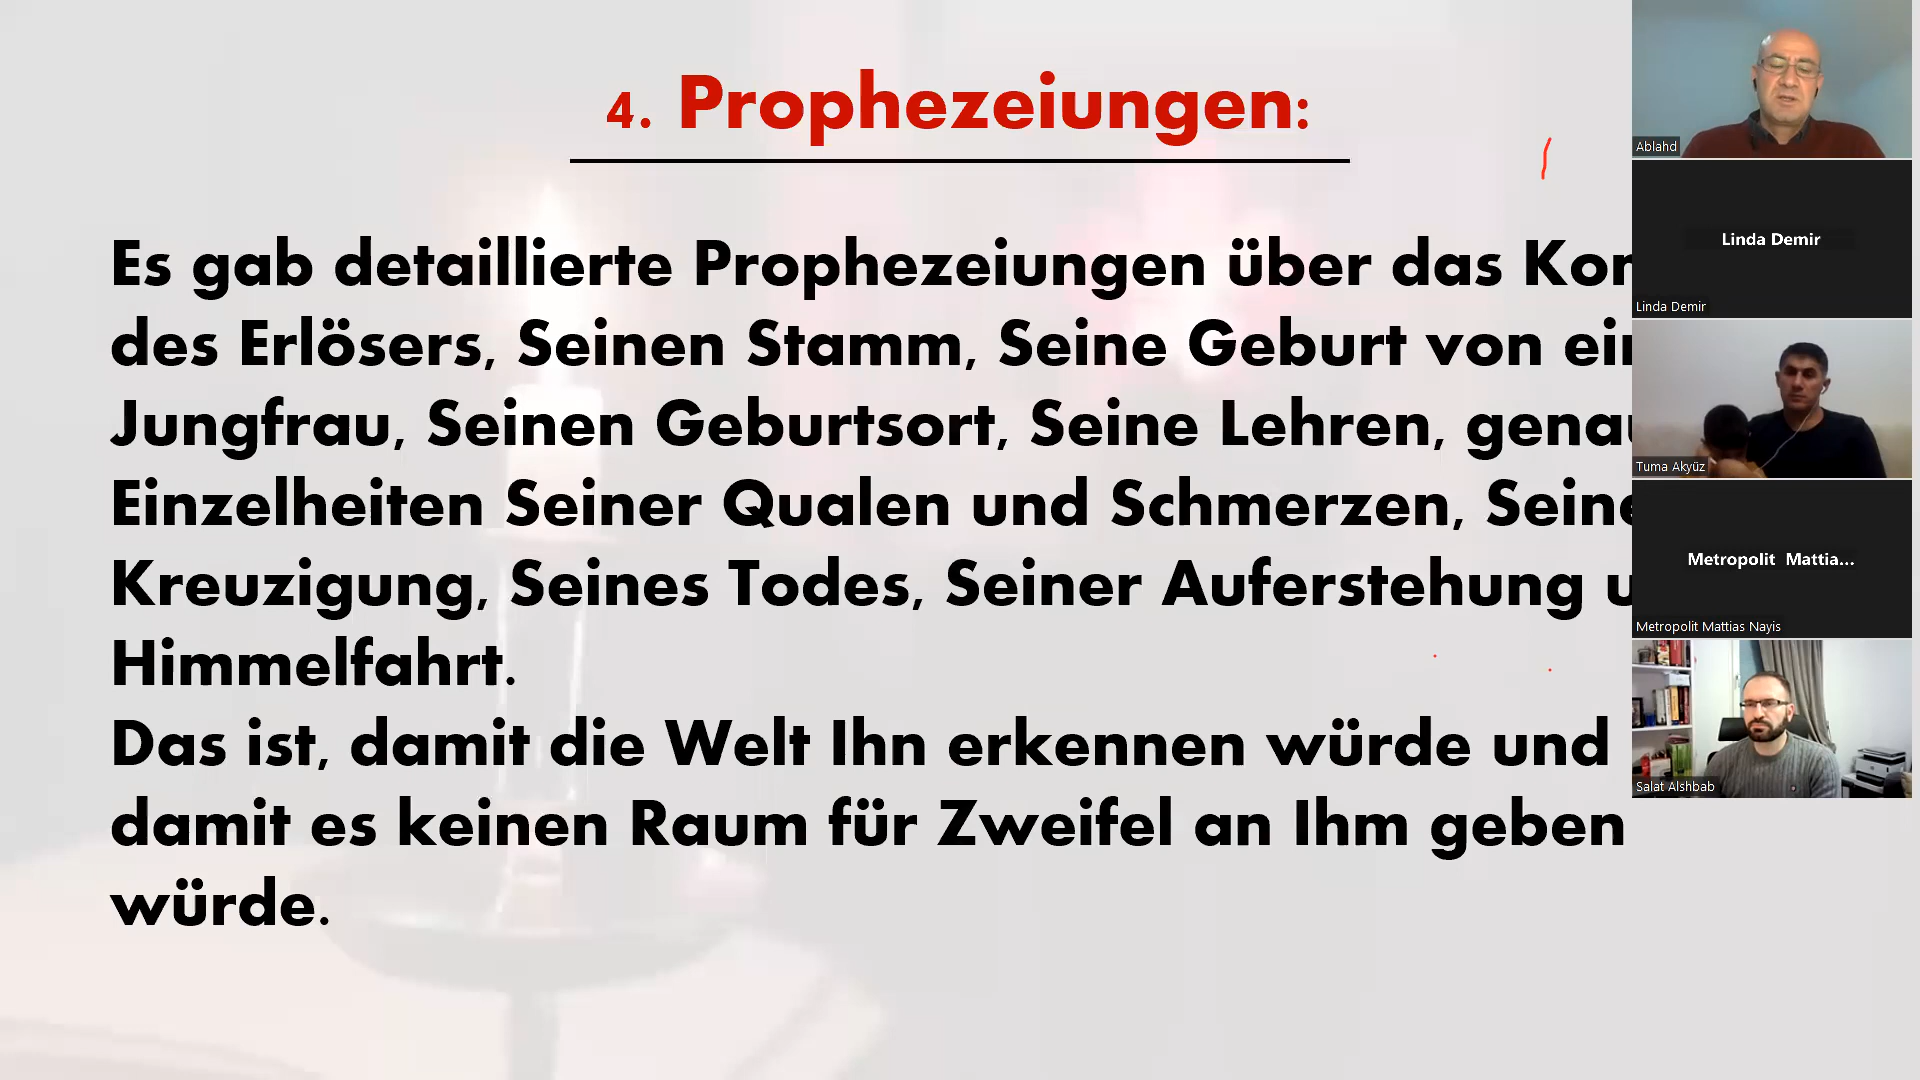 4. Prophezeiungen:
Es gab detaillierte Prophezeiungen über das
des Erlösers, Seinen Stamm, Seine Geburt von
Jungfrau, Seinen Geburtsort, Seine Lehren,
Einzelheiten Seiner Qualen und Schmerzen,
Kreuzigung, Seines Todes, Seiner Auferstehung
Himmelfahrt.
Das ist, damit die Welt Ihn erkennen würde und
damit es keinen Raum für Zweifel an Ihm geben
würde.
Ablahd
Linda Demir
Linda Demir
Tuma Akyüz
Metropolit Mattia...
Metropolit Mattias Nayis
Salat Alshbab